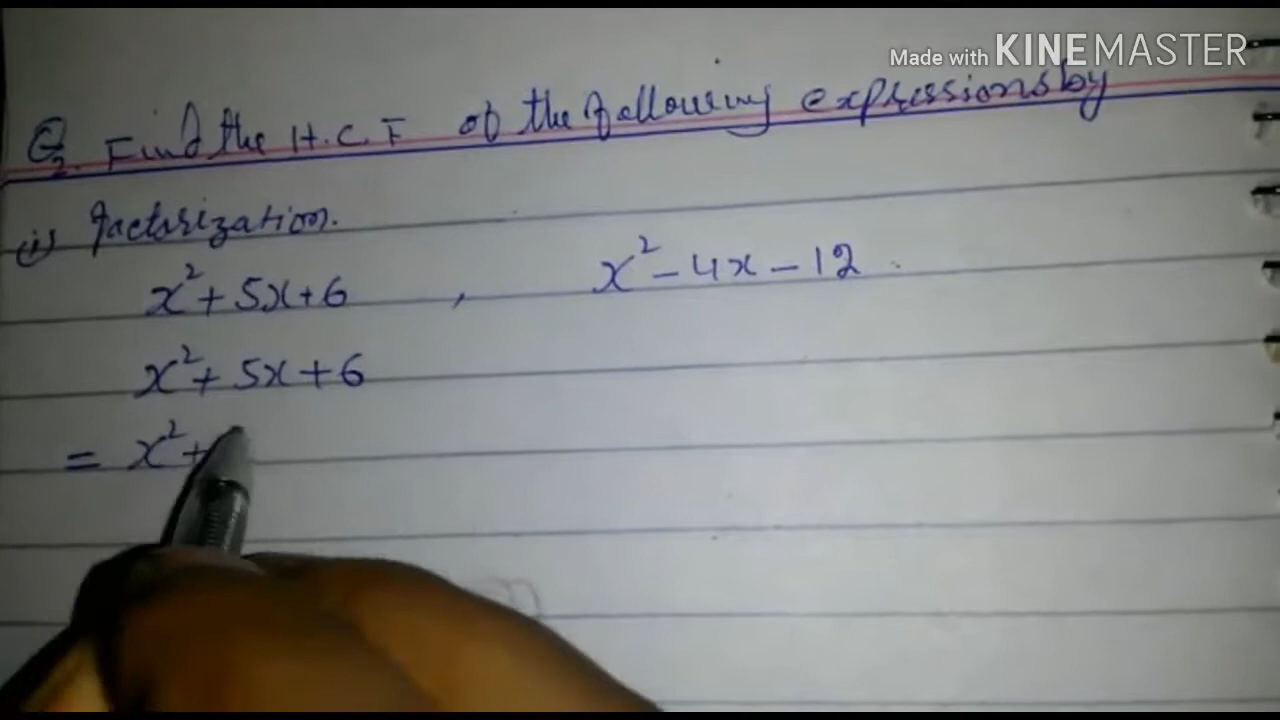 Made with KINEMASTER
Q2. Find the H.C.F of the following expressions by
(i) factorization.
x² + 5x + 6 , x² - 4x - 12
x² + 5x + 6
= x² +